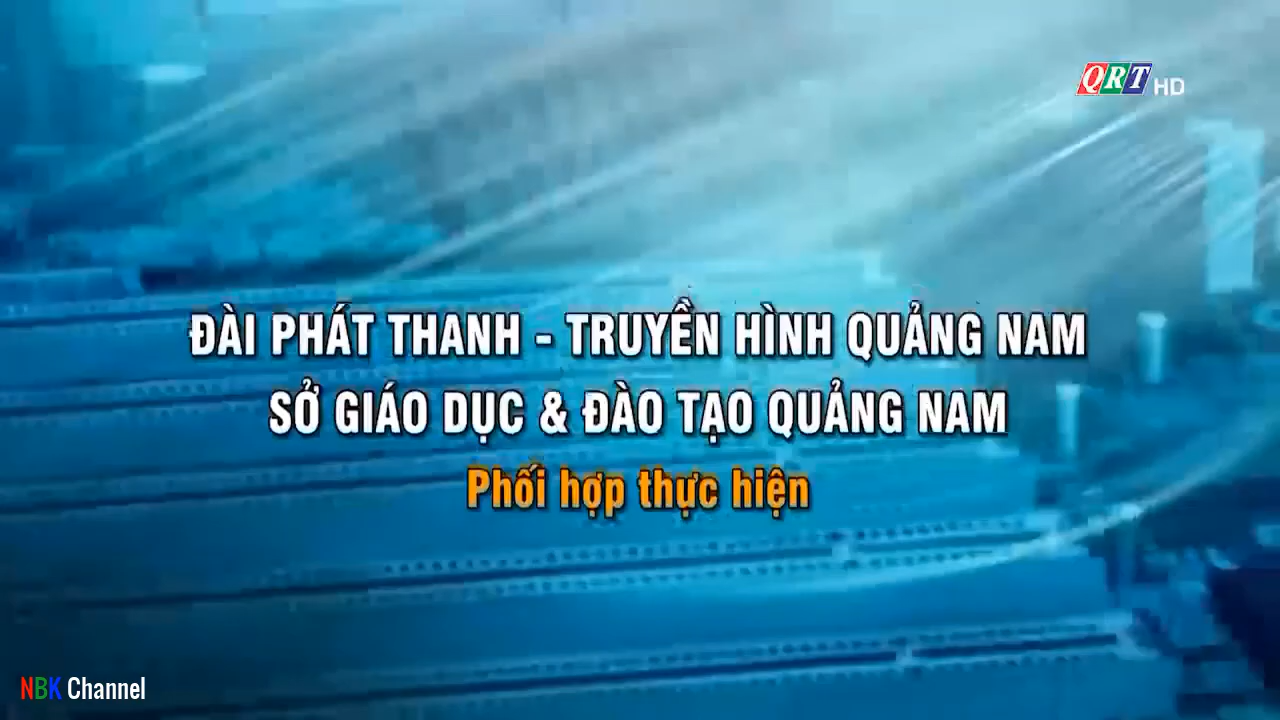 QRT HD
ĐÀI PHÁT THANH - TRUYỀN HÌNH QUẢNG NAM
SỞ GIÁO DỤC & ĐÀO TẠO QUẢNG NAM
Phối hợp thực hiện
NBK Channel